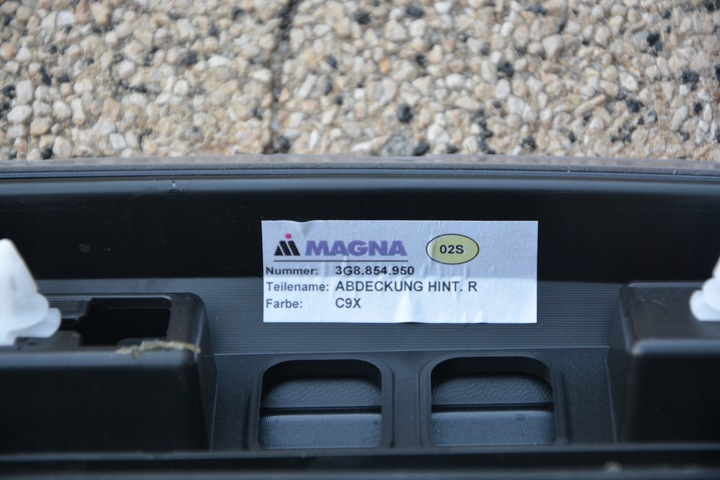 MAGNA 02S
Nummer: 3G8.854.950
Teilename: ABDECKUNG HINT. R
Farbe: C9X